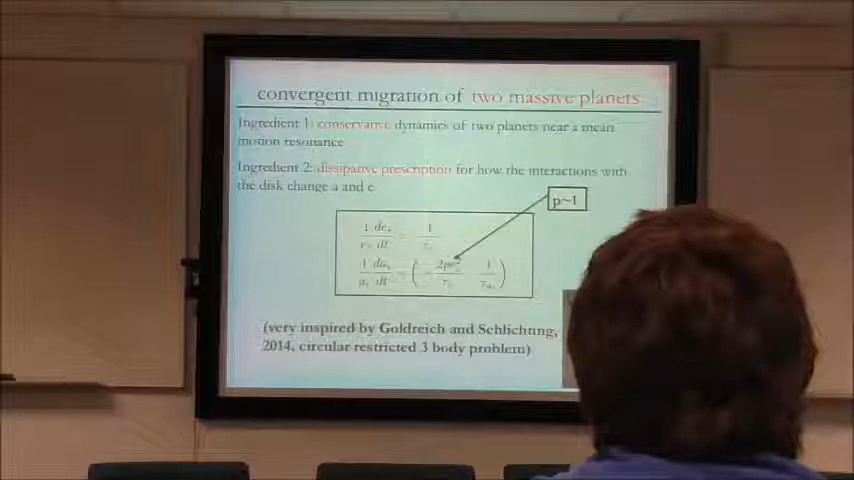 convergent migration of two massive planets
Ingredient 1: conservative dynamics of two planets near a mean
motion resonance
Ingredient 2: dissipative prescription for how the interactions with
the disk change a and e
p~1
(very inspired by Goldreich and Schlichting,
2014, circular restricted 3 body problem)